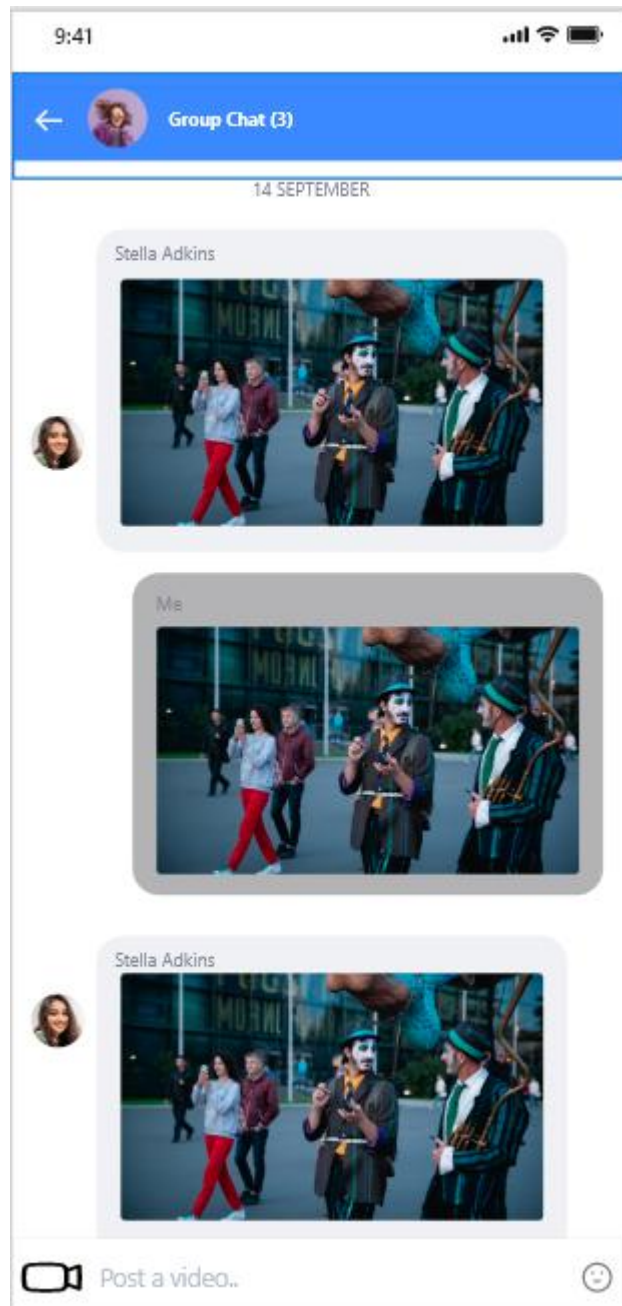 9:41
Group Chat (3)
14 SEPTEMBER
Stella Adkins
Me
Stella Adkins
Post a video..